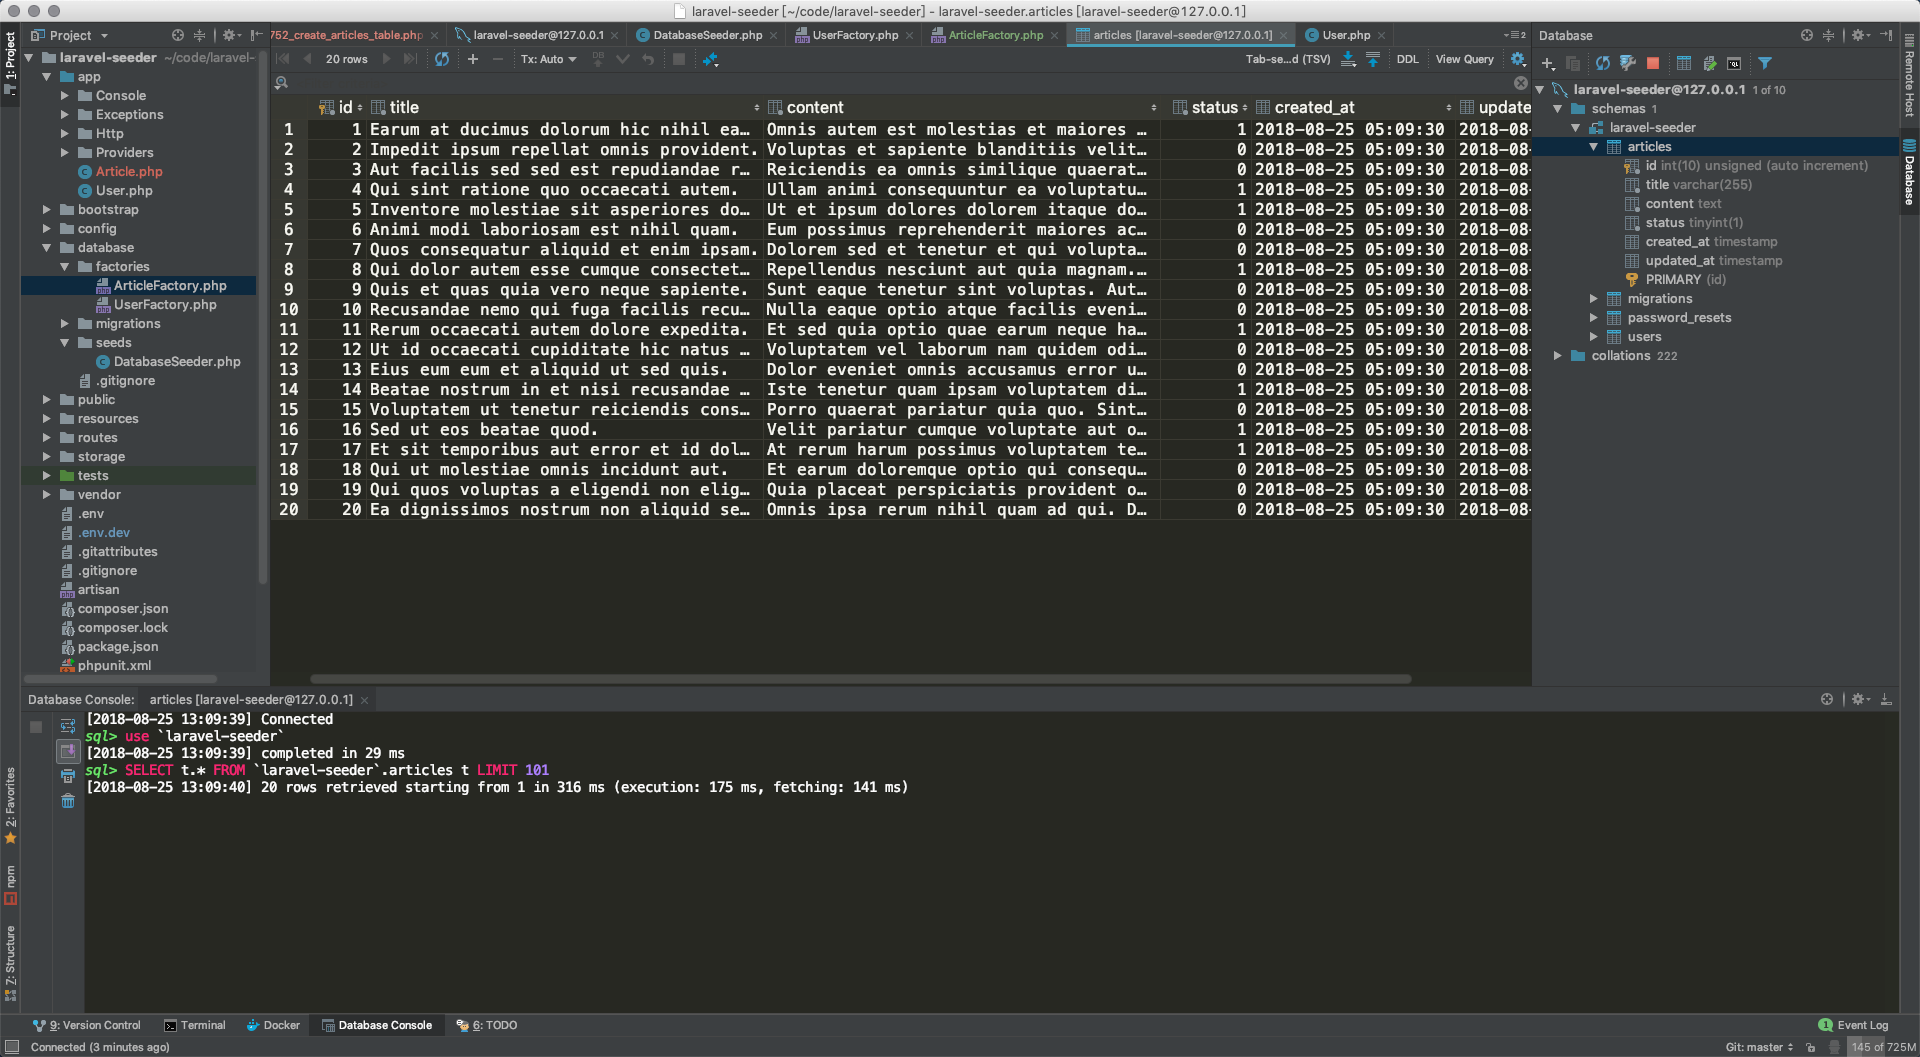 laravel-seeder [~/code/laravel-seeder] - laravel-seeder.articles [laravel-seeder@127.0.0.1]
Project
752_create_articles_table.php
laravel-seeder@127.0.0.1
DatabaseSeeder.php
UserFactory.php
ArticleFactory.php
articles [laravel-seeder@127.0.0.1]
User.php
Database
20 rows
Tx: Auto
DB
Tab-se...d (TSV)
DDL
View Query
1: Project
laravel-seeder ~/code/laravel-
app
Console
Exceptions
Http
Providers
Article.php
User.php
bootstrap
config
database
factories
ArticleFactory.php
UserFactory.php
migrations
seeds
DatabaseSeeder.php
.gitignore
public
resources
routes
storage
tests
vendor
.env
.env.dev
.gitattributes
.gitignore
artisan
composer.json
composer.lock
package.json
phpunit.xml
id title content status created_at update
1 1 Earum at ducimus dolorum hic nihil ea… Omnis autem est molestias et maiores … 1 2018-08-25 05:09:30 2018-08-
2 2 Impedit ipsum repellat omnis provident. Voluptas et sapiente blanditiis velit… 0 2018-08-25 05:09:30 2018-08-
3 3 Aut facilis sed sed est repudiandae r… Reiciendis ea omnis similique quaerat… 0 2018-08-25 05:09:30 2018-08-
4 4 Qui sint ratione quo occaecati autem. Ullam animi consequuntur ea voluptatu… 1 2018-08-25 05:09:30 2018-08-
5 5 Inventore molestiae sit asperiores do… Ut et ipsum dolores dolorem itaque do… 1 2018-08-25 05:09:30 2018-08-
6 6 Animi modi laboriosam est nihil quam. Eum possimus reprehenderit maiores ac… 0 2018-08-25 05:09:30 2018-08-
7 7 Quos consequatur aliquid et enim ipsam. Dolorem sed et tenetur et qui volupta… 0 2018-08-25 05:09:30 2018-08-
8 8 Qui dolor autem esse cumque consectet… Repellendus nesciunt aut quia magnam.… 1 2018-08-25 05:09:30 2018-08-
9 9 Quis et quas quia vero neque sapiente. Sunt eaque tenetur sint voluptas. Aut… 0 2018-08-25 05:09:30 2018-08-
10 10 Recusandae nemo qui fuga facilis recu… Nulla eaque optio atque facilis eveni… 0 2018-08-25 05:09:30 2018-08-
11 11 Rerum occaecati autem dolore expedita. Et sed quia optio quae earum neque ha… 1 2018-08-25 05:09:30 2018-08-
12 12 Ut id occaecati cupiditate hic natus … Voluptatem vel laborum nam quidem odi… 0 2018-08-25 05:09:30 2018-08-
13 13 Eius eum eum et aliquid ut sed quis. Dolor eveniet omnis accusamus error u… 0 2018-08-25 05:09:30 2018-08-
14 14 Beatae nostrum in et nisi recusandae … Iste tenetur quam ipsam voluptatem di… 1 2018-08-25 05:09:30 2018-08-
15 15 Voluptatem ut tenetur reiciendis cons… Porro quaerat pariatur quia quo. Sint… 0 2018-08-25 05:09:30 2018-08-
16 16 Sed ut eos beatae quod. Velit pariatur cumque voluptate aut o… 1 2018-08-25 05:09:30 2018-08-
17 17 Et sit temporibus aut error et id dol… At rerum harum possimus voluptatem te… 1 2018-08-25 05:09:30 2018-08-
18 18 Qui ut molestiae omnis incidunt aut. Et earum doloremque optio qui consequ… 0 2018-08-25 05:09:30 2018-08-
19 19 Qui quos voluptas a eligendi non elig… Quia placeat perspiciatis provident o… 0 2018-08-25 05:09:30 2018-08-
20 20 Ea dignissimos nostrum non aliquid se… Omnis ipsa rerum nihil quam ad qui. D… 0 2018-08-25 05:09:30 2018-08-
laravel-seeder@127.0.0.1 1 of 10
schemas 1
laravel-seeder
articles
id int(10) unsigned (auto increment)
title varchar(255)
content text
status tinyint(1)
created_at timestamp
updated_at timestamp
PRIMARY (id)
migrations
password_resets
users
collations 222
Remote Host
Database
Database Console: articles [laravel-seeder@127.0.0.1]
[2018-08-25 13:09:39] Connected
sql> use `laravel-seeder`
[2018-08-25 13:09:39] completed in 29 ms
sql> SELECT t.* FROM `laravel-seeder`.articles t LIMIT 101
[2018-08-25 13:09:40] 20 rows retrieved starting from 1 in 316 ms (execution: 175 ms, fetching: 141 ms)
2: Favorites
npm
7: Structure
9: Version Control
Terminal
Docker
Database Console
6: TODO
1 Event Log
Connected (3 minutes ago)
Git: master
145 of 725M